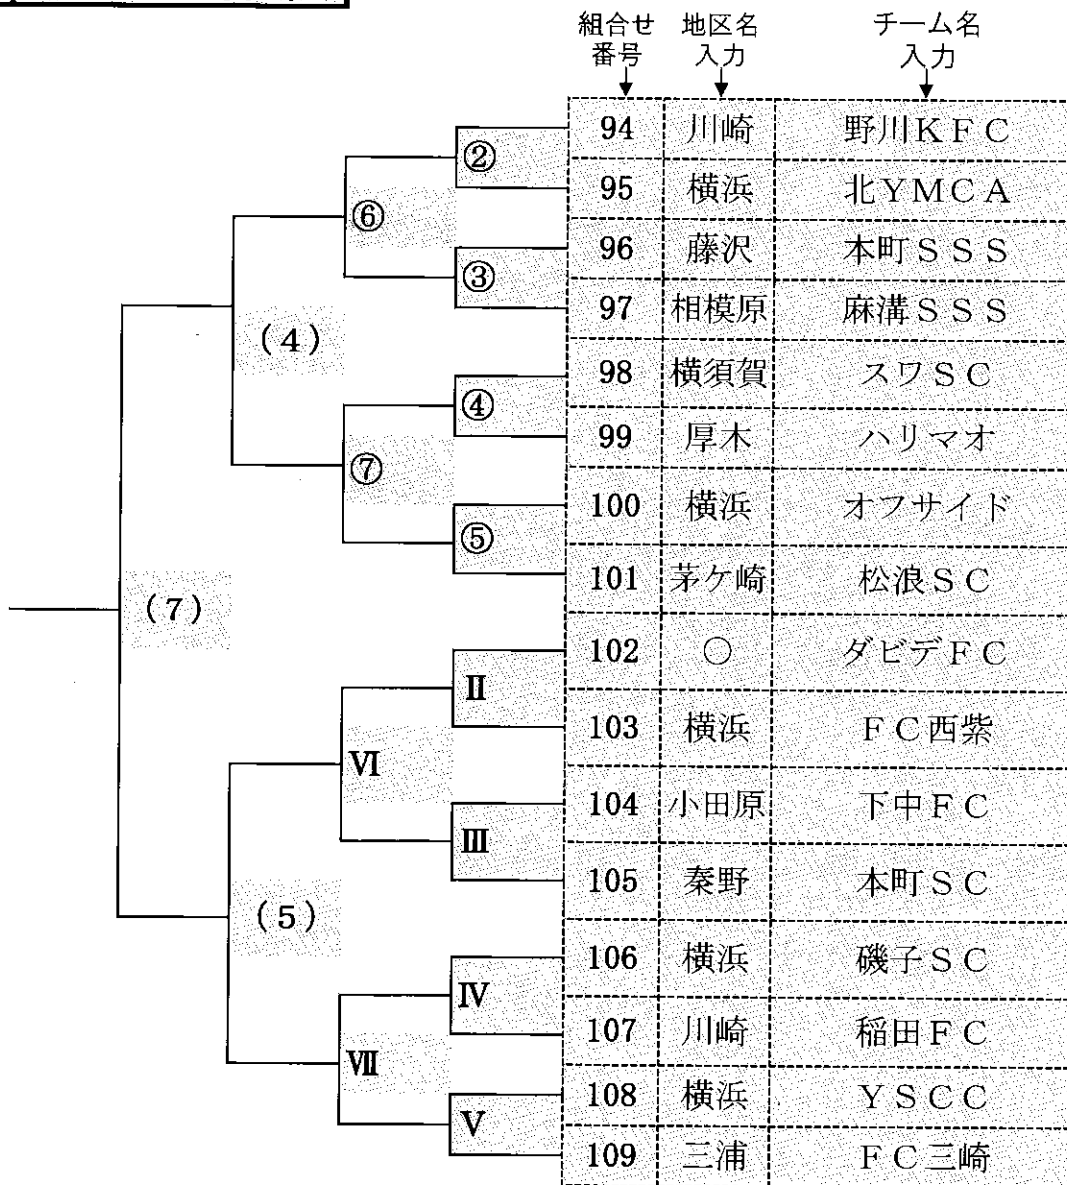 組合せ 地区名 チーム名
番号 入力 入力
94 川崎 野川KFC
②
95 横浜 北YMCA
⑥
96 藤沢 本町SSS
③
97 相模原 麻溝SSS
(4)
98 横須賀 スワSC
④
99 厚木 ハリマオ
⑦
100 横浜 オフサイド
⑤
101 茅ケ崎 松浪SC
(7)
102 ○ ダビデFC
Ⅱ
103 横浜 FC西紫
Ⅵ
104 小田原 下中FC
Ⅲ
105 秦野 本町SC
(5)
106 横浜 磯子SC
Ⅳ
107 川崎 稲田FC
Ⅶ
108 横浜 YSCC
Ⅴ
109 三浦 FC三崎